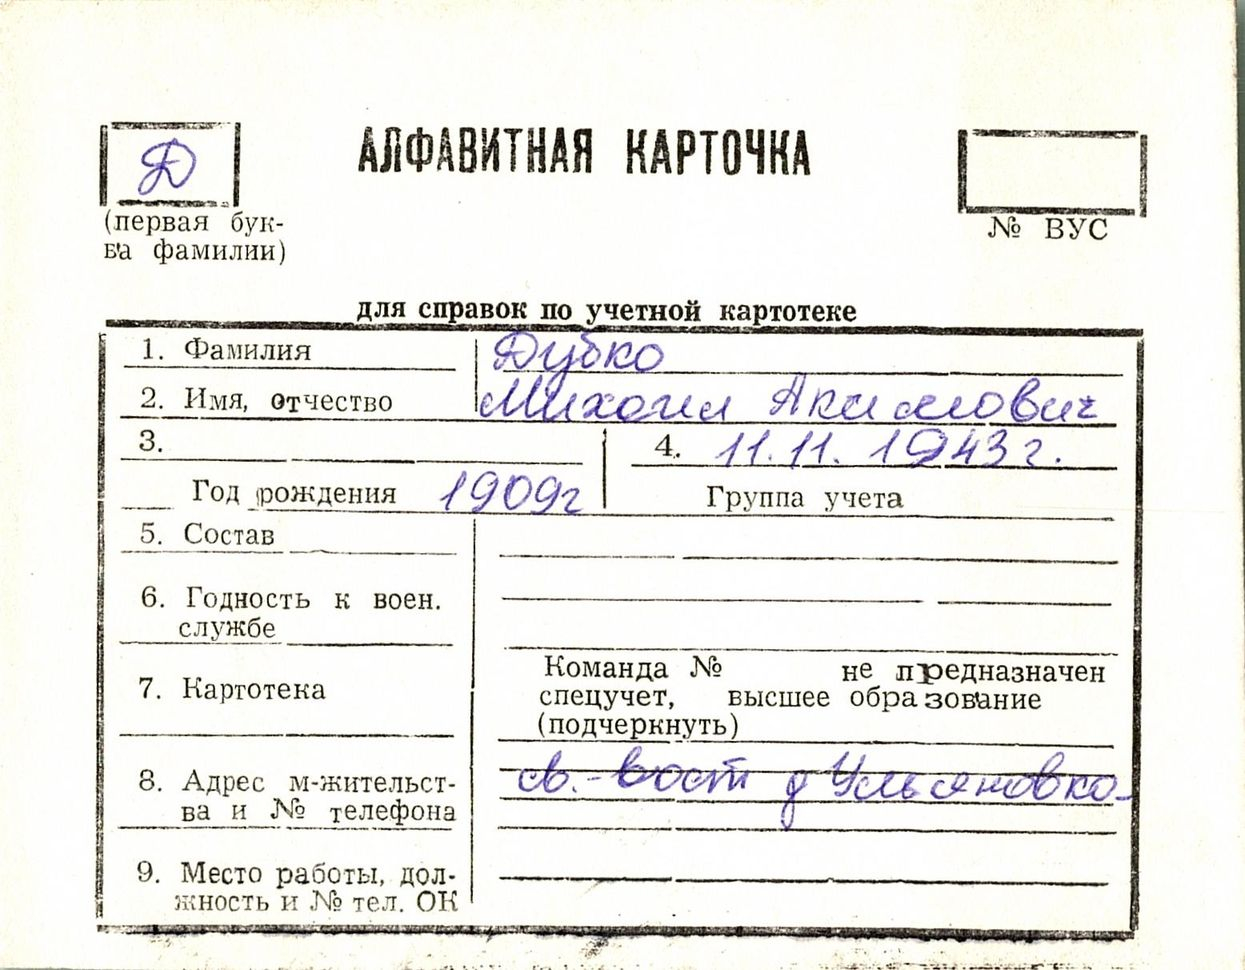 Д
АЛФАВИТНАЯ КАРТОЧКА
(первая бук-
ва фамилии)
№ ВУС
для справок по учетной картотеке
1. Фамилия Дубко
2. Имя, отчество Михаил Акимович
3.
Год рождения 1909г
4. 11.11.1943г.
Группа учета
5. Состав
6. Годность к воен.
службе
7. Картотека
Команда № не предназначен
спецучет, высшее образование
(подчеркнуть)
8. Адрес м-жительст-
ва и № телефона
св.-вост д Ульяновка
9. Место работы, дол-
жность и № тел. ОК